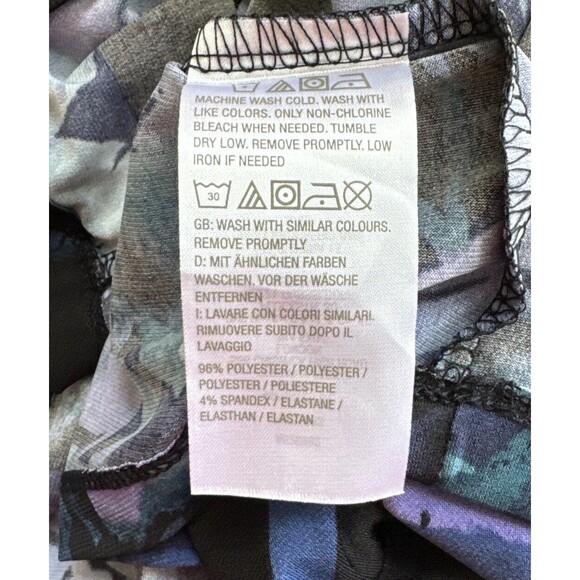 MACHINE WASH COLD. WASH WITH
LIKE COLORS. ONLY NON-CHLORINE
BLEACH WHEN NEEDED. TUMBLE
DRY LOW. REMOVE PROMPTLY. LOW
IRON IF NEEDED
30
GB: WASH WITH SIMILAR COLOURS.
REMOVE PROMPTLY
D: MIT ÄHNLICHEN FARBEN
WASCHEN. VOR DER WÄSCHE
ENTFERNEN
I: LAVARE CON COLORI SIMILARI.
RIMUOVERE SUBITO DOPO IL
LAVAGGIO
96% POLYESTER / POLYESTER /
POLYESTER / POLIESTERE
4% SPANDEX / ELASTANE /
ELASTHAN / ELASTAN